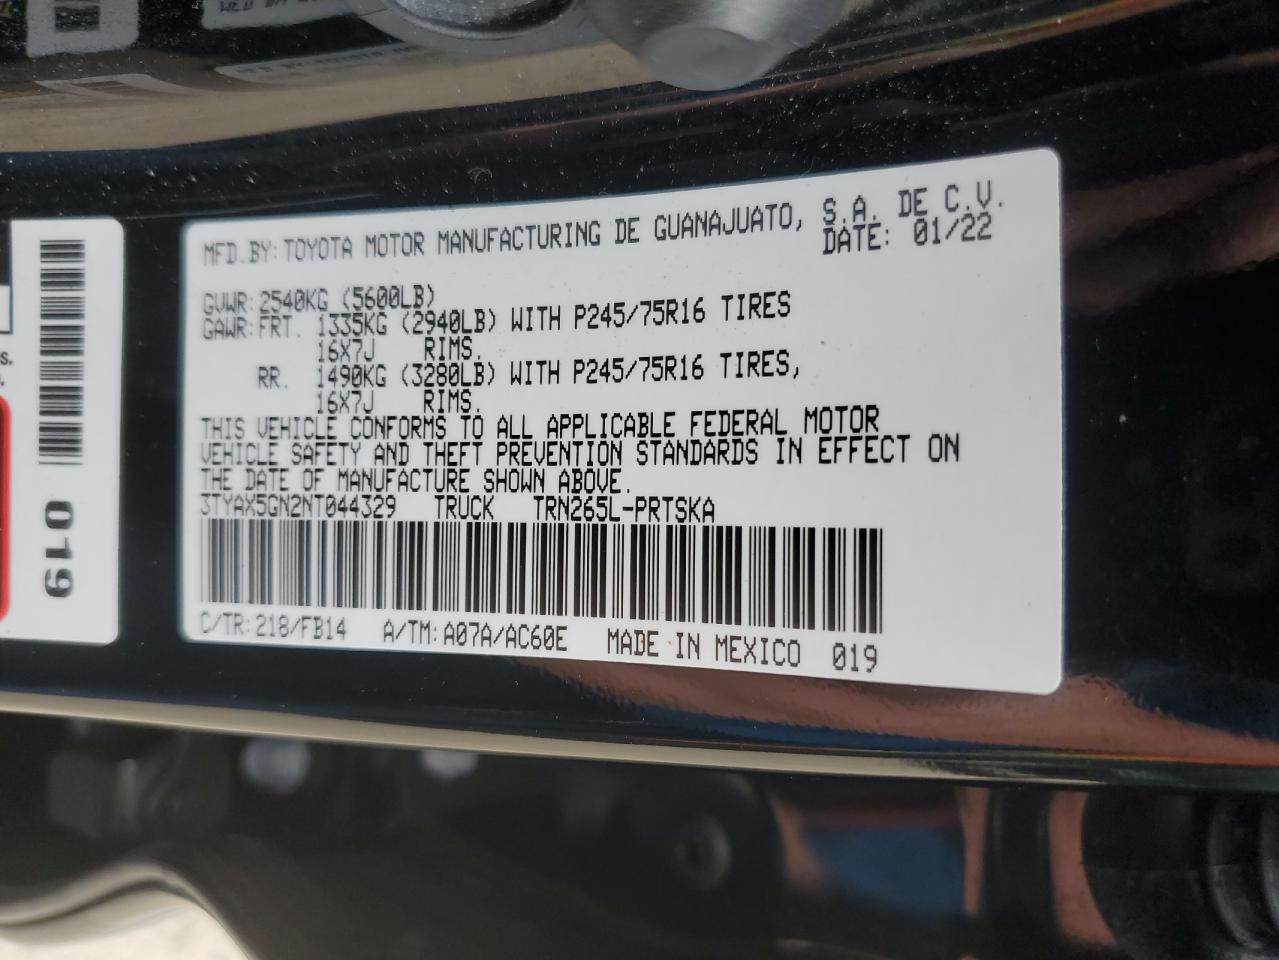 MFD.BY: TOYOTA MOTOR MANUFACTURING DE GUANAJUATO, S.A. DE C.V.
DATE: 01/22
GVWR: 2540KG (5600LB)
GAWR: FRT. 1335KG (2940LB) WITH P245/75R16 TIRES
16X7J RIMS.
RR. 1490KG (3280LB) WITH P245/75R16 TIRES,
16X7J RIMS.
THIS VEHICLE CONFORMS TO ALL APPLICABLE FEDERAL MOTOR
VEHICLE SAFETY AND THEFT PREVENTION STANDARDS IN EFFECT ON
THE DATE OF MANUFACTURE SHOWN ABOVE.
3TYAX5GN2NT044329 TRUCK TRN265L-PRTSKA
C/TR: 218/FB14 A/TM: A07A/AC60E MADE IN MEXICO 019
019